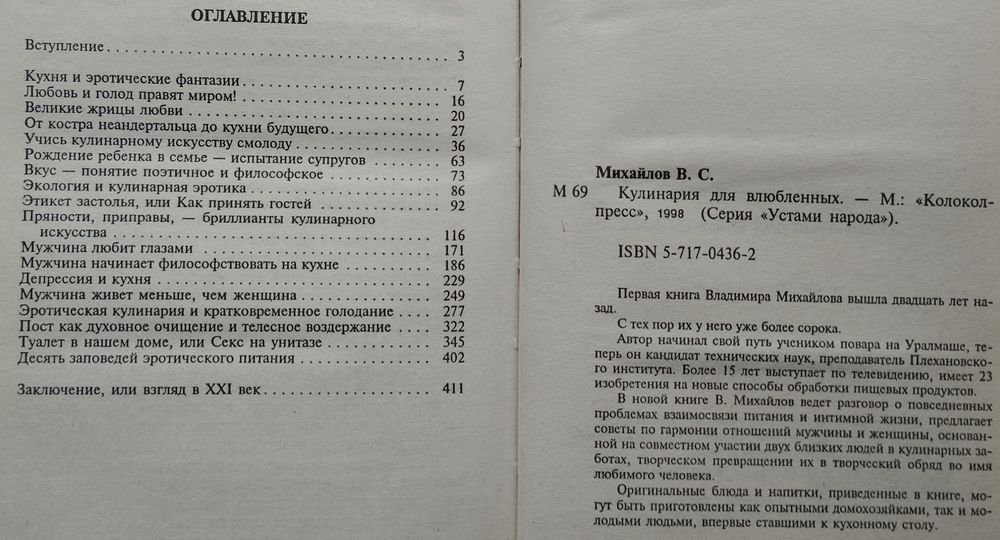 ОГЛАВЛЕНИЕ
Вступление . . . . . . . . . . . . . . . . . . . . . . . . . . . . . . . . . . . . . . . 3
Кухня и эротические фантазии . . . . . . . . . . . . . . . . . . . . . . . 7
Любовь и голод правят миром! . . . . . . . . . . . . . . . . . . . . . . . 16
Великие жрицы любви . . . . . . . . . . . . . . . . . . . . . . . . . . . . . 20
От костра неандертальца до кухни будущего . . . . . . . . . . . . 27
Учись кулинарному искусству смолоду . . . . . . . . . . . . . . . . . 36
Рождение ребенка в семье — испытание супругов . . . . . . . . 63
Вкус — понятие поэтичное и философское . . . . . . . . . . . . . . 73
Экология и кулинарная эротика . . . . . . . . . . . . . . . . . . . . . . 86
Этикет застолья, или Как принять гостей . . . . . . . . . . . . . . . 92
Пряности, приправы, — бриллианты кулинарного
искусства . . . . . . . . . . . . . . . . . . . . . . . . . . . . . . . . . . . . . 116
Мужчина любит глазами . . . . . . . . . . . . . . . . . . . . . . . . . . . 171
Мужчина начинает философствовать на кухне . . . . . . . . . . 186
Депрессия и кухня . . . . . . . . . . . . . . . . . . . . . . . . . . . . . . . 229
Мужчина живет меньше, чем женщина . . . . . . . . . . . . . . . . 249
Эротическая кулинария и кратковременное голодание . . . . 277
Пост как духовное очищение и телесное воздержание . . . . 322
Туалет в нашем доме, или Секс на унитазе . . . . . . . . . . . . . 345
Десять заповедей эротического питания . . . . . . . . . . . . . . . 402
Заключение, или взгляд в XXI век . . . . . . . . . . . . . . . . . . . . 411
Михайлов В. С.
М 69 Кулинария для влюбленных. — М.: «Колокол-
пресс», 1998 (Серия «Устами народа»).
ISBN 5-717-0436-2
Первая книга Владимира Михайлова вышла двадцать лет на-
зад.
С тех пор их у него уже более сорока.
Автор начинал свой путь учеником повара на Уралмаше, те-
перь он кандидат технических наук, преподаватель Плехановско-
го института. Более 15 лет выступает по телевидению, имеет 23
изобретения на новые способы обработки пищевых продуктов.
В новой книге В. Михайлов ведет разговор о повседневных
проблемах взаимосвязи питания и интимной жизни, предлагает
советы по гармонии отношений мужчины и женщины, основан-
ной на совместном участии двух близких людей в кулинарных за-
ботах, творческом превращении их в творческий обряд во имя
любимого человека.
Оригинальные блюда и напитки, приведенные в книге, мо-
гут быть приготовлены как опытными домохозяйками, так и мо-
лодыми людьми, впервые ставшими к кухонному столу.